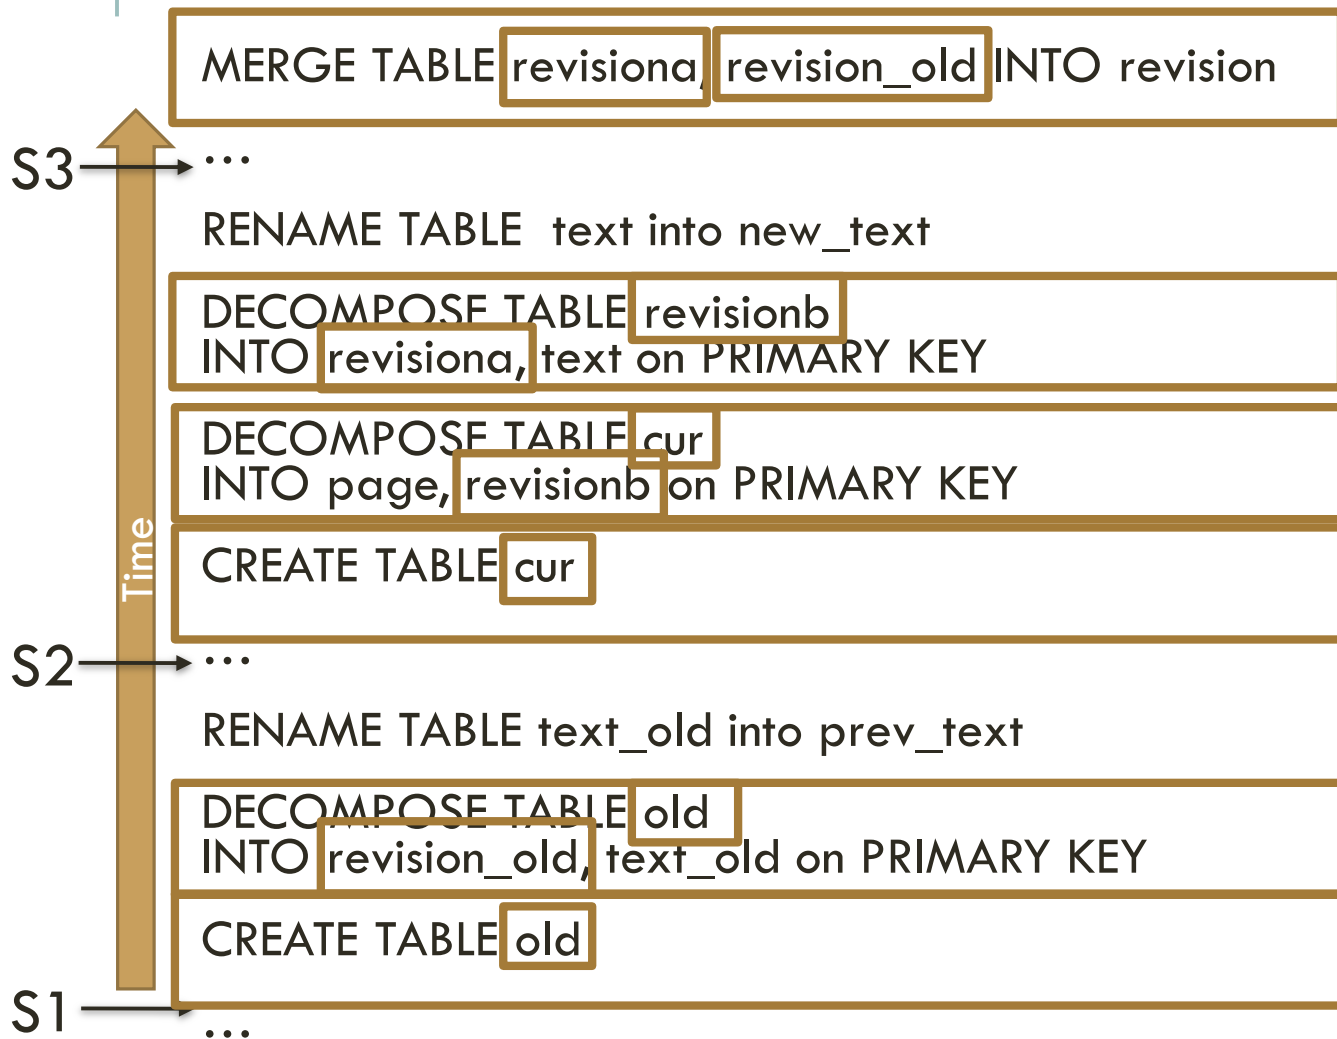 MERGE TABLE revisiona, revision_old INTO revision
S3
...
RENAME TABLE text into new_text
DECOMPOSE TABLE revisionb
INTO revisiona, text on PRIMARY KEY
DECOMPOSE TABLE cur
INTO page, revisionb on PRIMARY KEY
Time
CREATE TABLE cur
S2
...
RENAME TABLE text_old into prev_text
DECOMPOSE TABLE old
INTO revision_old, text_old on PRIMARY KEY
CREATE TABLE old
S1
...